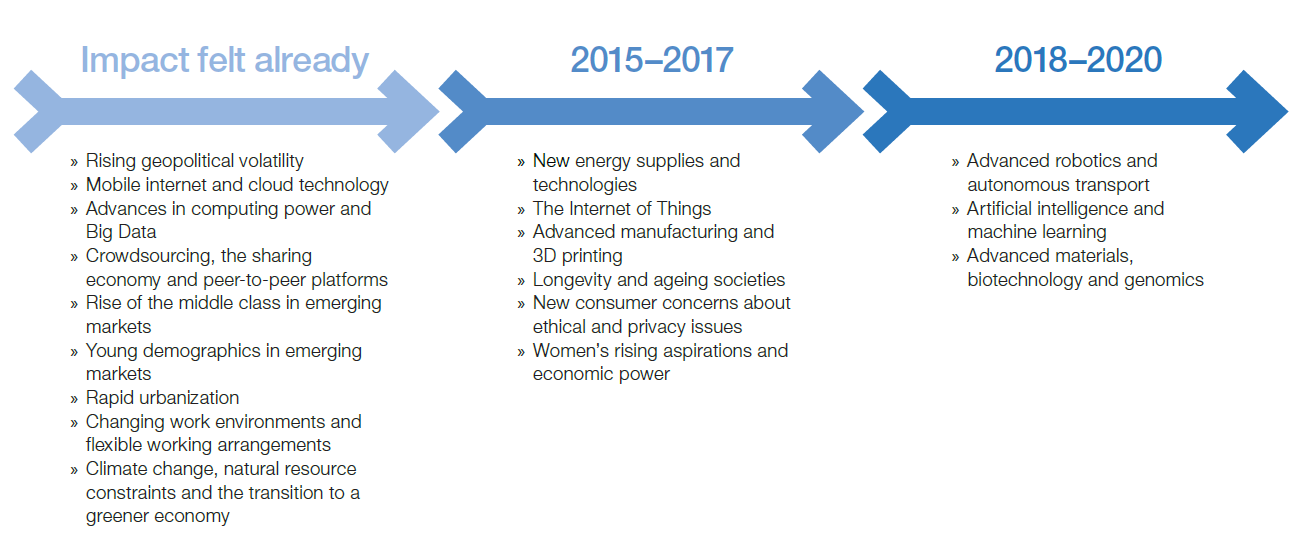 Impact felt already
» Rising geopolitical volatility
» Mobile internet and cloud technology
» Advances in computing power and
Big Data
» Crowdsourcing, the sharing
economy and peer-to-peer platforms
» Rise of the middle class in emerging
markets
» Young demographics in emerging
markets
» Rapid urbanization
» Changing work environments and
flexible working arrangements
» Climate change, natural resource
constraints and the transition to a
greener economy
2015–2017
» New energy supplies and
technologies
» The Internet of Things
» Advanced manufacturing and
3D printing
» Longevity and ageing societies
» New consumer concerns about
ethical and privacy issues
» Women’s rising aspirations and
economic power
2018–2020
» Advanced robotics and
autonomous transport
» Artificial intelligence and
machine learning
» Advanced materials,
biotechnology and genomics